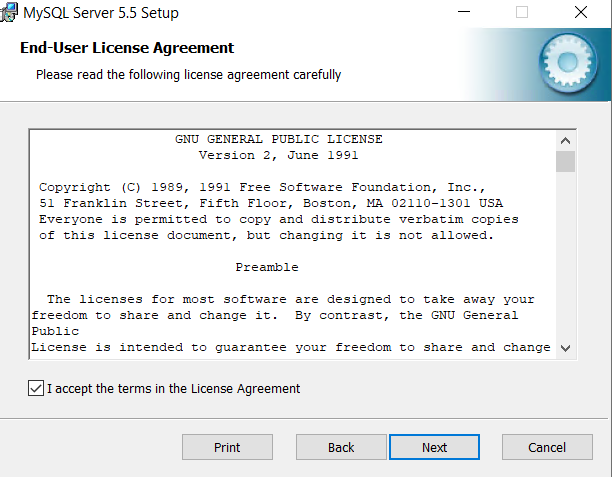 MySQL Server 5.5 Setup
End-User License Agreement
Please read the following license agreement carefully
GNU GENERAL PUBLIC LICENSE
Version 2, June 1991
Copyright (C) 1989, 1991 Free Software Foundation, Inc.,
51 Franklin Street, Fifth Floor, Boston, MA 02110-1301 USA
Everyone is permitted to copy and distribute verbatim copies
of this license document, but changing it is not allowed.
Preamble
The licenses for most software are designed to take away your
freedom to share and change it.  By contrast, the GNU General
Public
License is intended to guarantee your freedom to share and change
I accept the terms in the License Agreement
Print Back Next Cancel